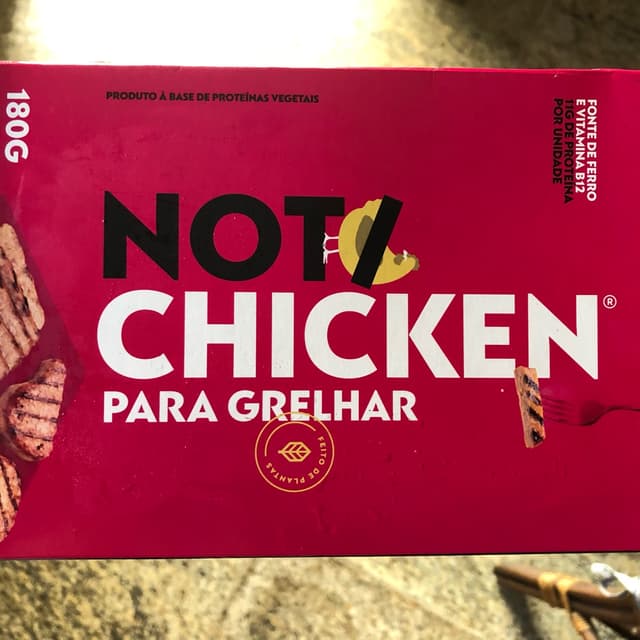 PRODUTO À BASE DE PROTEÍNAS VEGETAIS
180G
FONTE DE FERRO
E VITAMINA B12
11G DE PROTEÍNA
POR UNIDADE
NOT/
CHICKEN®
PARA GRELHAR
FEITO DE PLANTAS